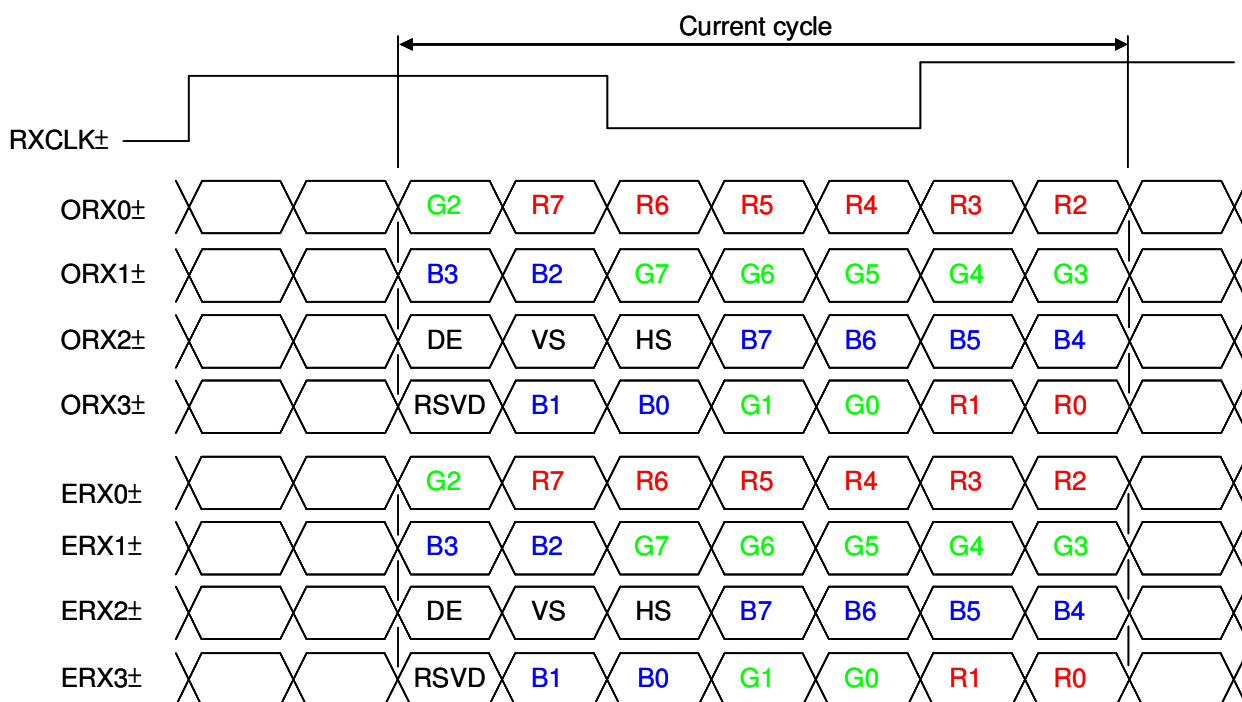 Current cycle
RXCLK±
ORX0± G2 R7 R6 R5 R4 R3 R2
ORX1± B3 B2 G7 G6 G5 G4 G3
ORX2± DE VS HS B7 B6 B5 B4
ORX3± RSVD B1 B0 G1 G0 R1 R0
ERX0± G2 R7 R6 R5 R4 R3 R2
ERX1± B3 B2 G7 G6 G5 G4 G3
ERX2± DE VS HS B7 B6 B5 B4
ERX3± RSVD B1 B0 G1 G0 R1 R0